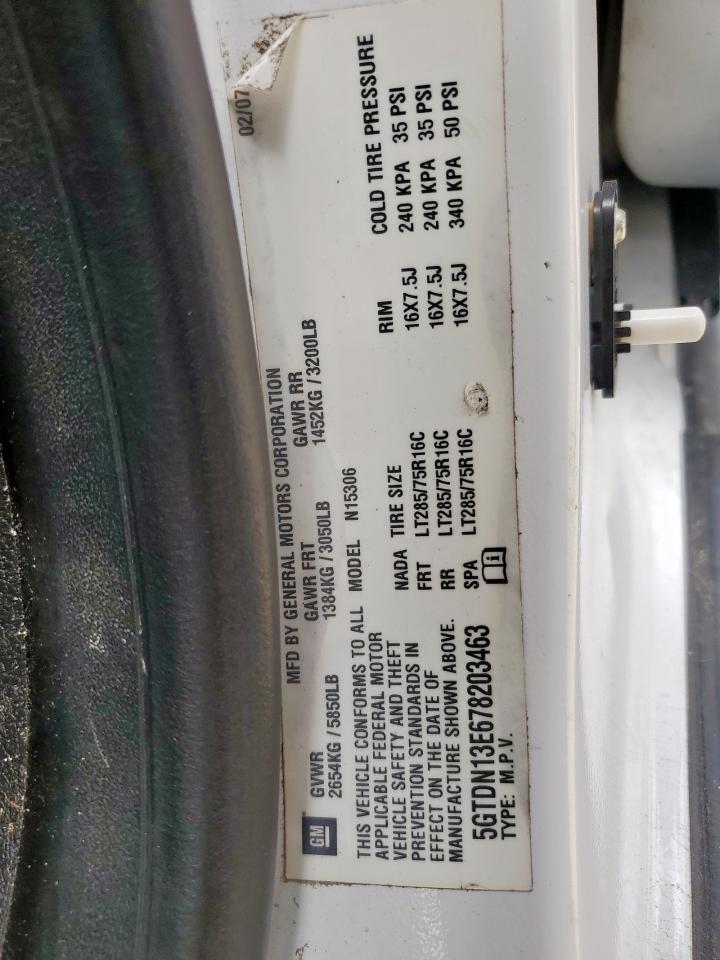 MFD BY GENERAL MOTORS CORPORATION 02/07
GM
GVWR GAWR FRT GAWR RR
2654KG / 5850LB 1384KG / 3050LB 1452KG / 3200LB
THIS VEHICLE CONFORMS TO ALL MODEL N15306
APPLICABLE FEDERAL MOTOR
VEHICLE SAFETY AND THEFT
PREVENTION STANDARDS IN
EFFECT ON THE DATE OF
MANUFACTURE SHOWN ABOVE.
NADA TIRE SIZE RIM COLD TIRE PRESSURE
FRT LT285/75R16C 16X7.5J 240 KPA 35 PSI
RR LT285/75R16C 16X7.5J 240 KPA 35 PSI
SPA LT285/75R16C 16X7.5J 340 KPA 50 PSI
5GTDN13E678203463
TYPE: M.P.V.